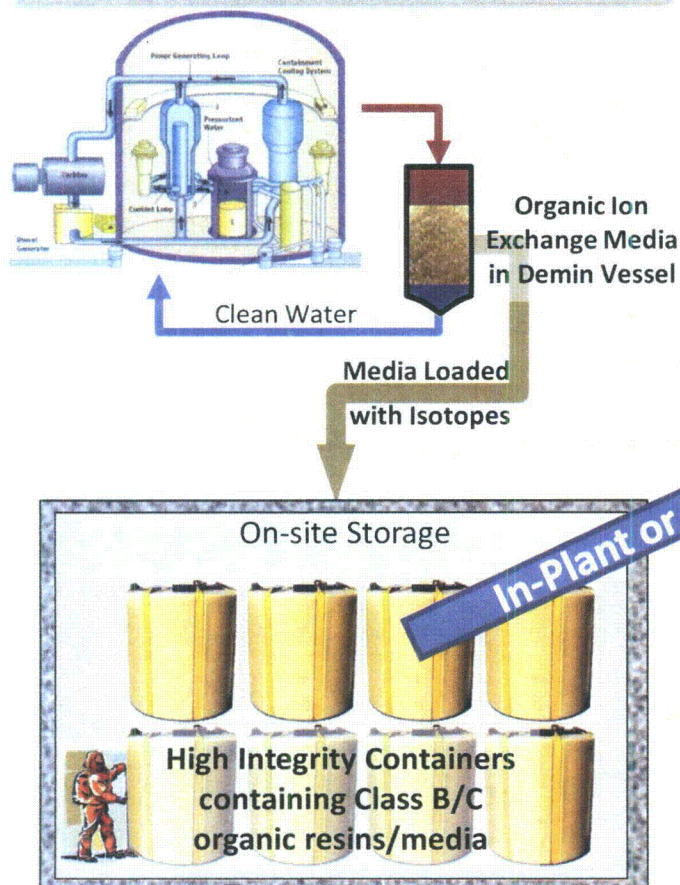 Power Generating Loop
Containment
Cooling System
Pressurized
Water
Turbine
Coolant Loop
Diesel
Generator
Organic Ion
Exchange Media
in Demin Vessel
Clean Water
Media Loaded
with Isotopes
On-site Storage
In-Plant or
High Integrity Containers
containing Class B/C
organic resins/media